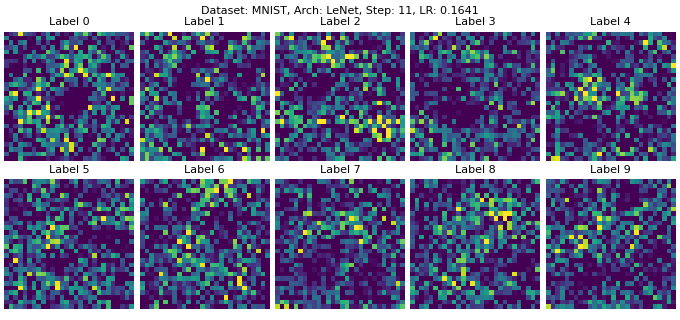 Dataset: MNIST, Arch: LeNet, Step: 11, LR: 0.1641
Label 0 Label 1 Label 2 Label 3 Label 4
Label 5 Label 6 Label 7 Label 8 Label 9